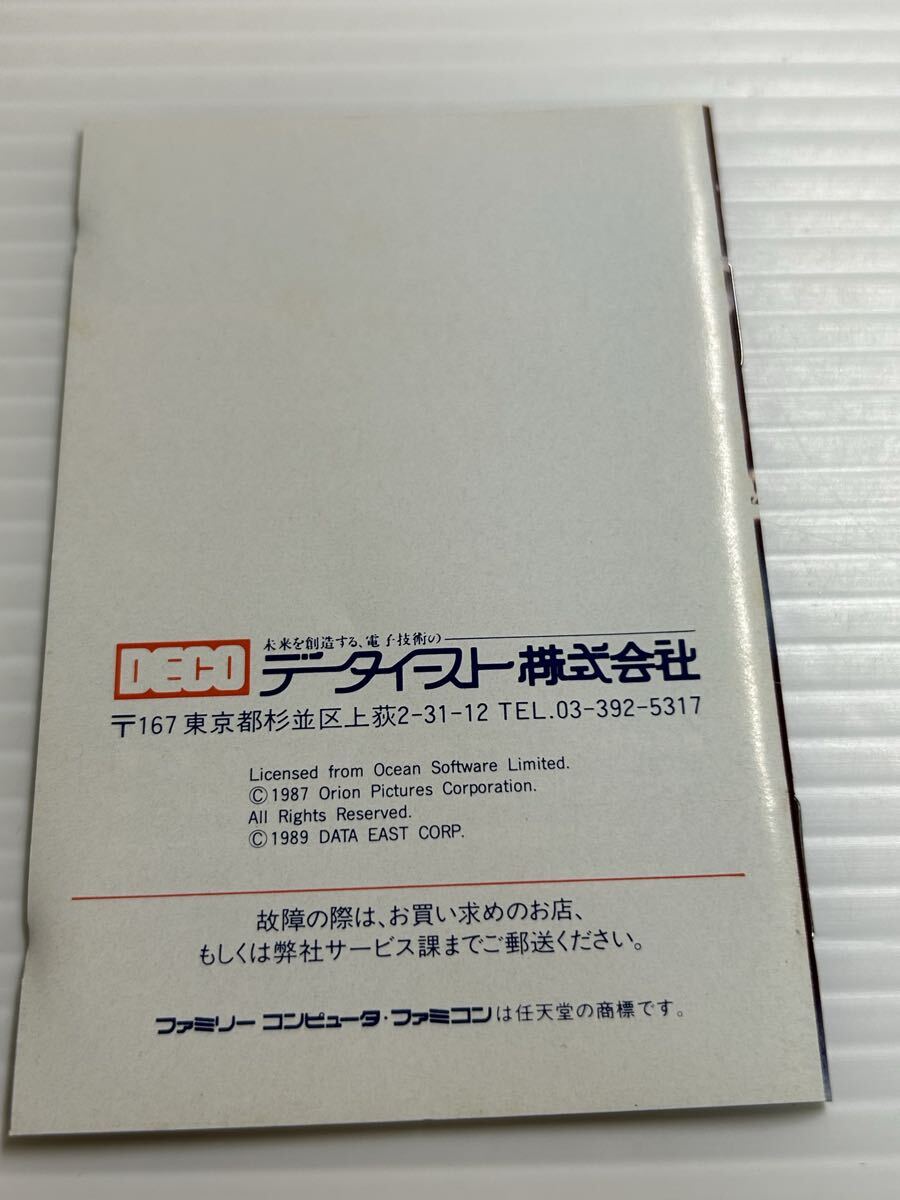 DECO
未来を創造する、電子技術の
データイースト株式会社
〒167 東京都杉並区上荻2-31-12 TEL.03-392-5317
Licensed from Ocean Software Limited.
Ⓒ1987 Orion Pictures Corporation.
All Rights Reserved.
Ⓒ1989 DATA EAST CORP.
故障の際は、お買い求めのお店、
もしくは弊社サービス課までご郵送ください。
ファミリーコンピュータ・ファミコンは任天堂の商標です。